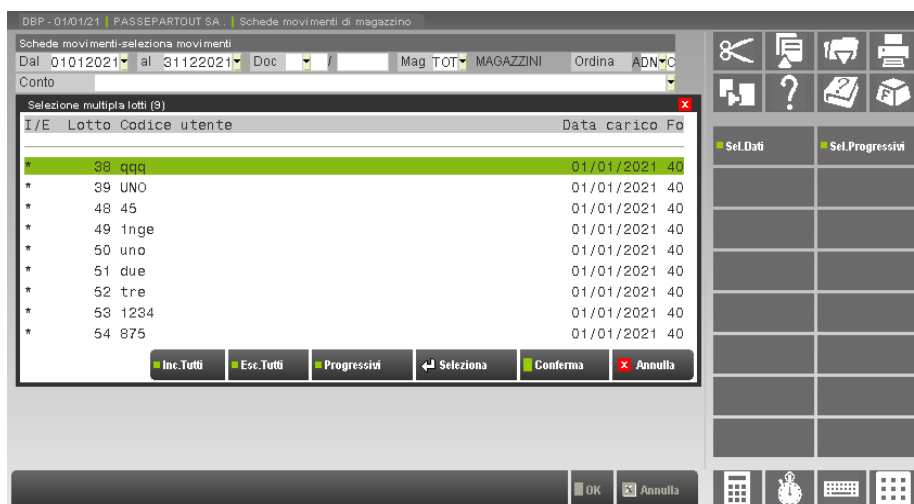 DBP - 01/01/21 | PASSEPARTOUT SA . | Schede movimenti di magazzino
Schede movimenti-seleziona movimenti
Dal 01012021 al 31122021 Doc / Mag TOT MAGAZZINI Ordina ADN C
Conto
Selezione multipla lotti (9)
I/E Lotto Codice utente Data carico Fo
* 38 qqq 01/01/2021 40
* 39 UNO 01/01/2021 40
* 48 45 01/01/2021 40
* 49 1nge 01/01/2021 40
* 50 uno 01/01/2021 40
* 51 due 01/01/2021 40
* 52 tre 01/01/2021 40
* 53 1234 01/01/2021 40
* 54 875 01/01/2021 40
Inc.Tutti Esc.Tutti Progressivi Seleziona Conferma Annulla
Sel.Dati Sel.Progressivi
OK Annulla